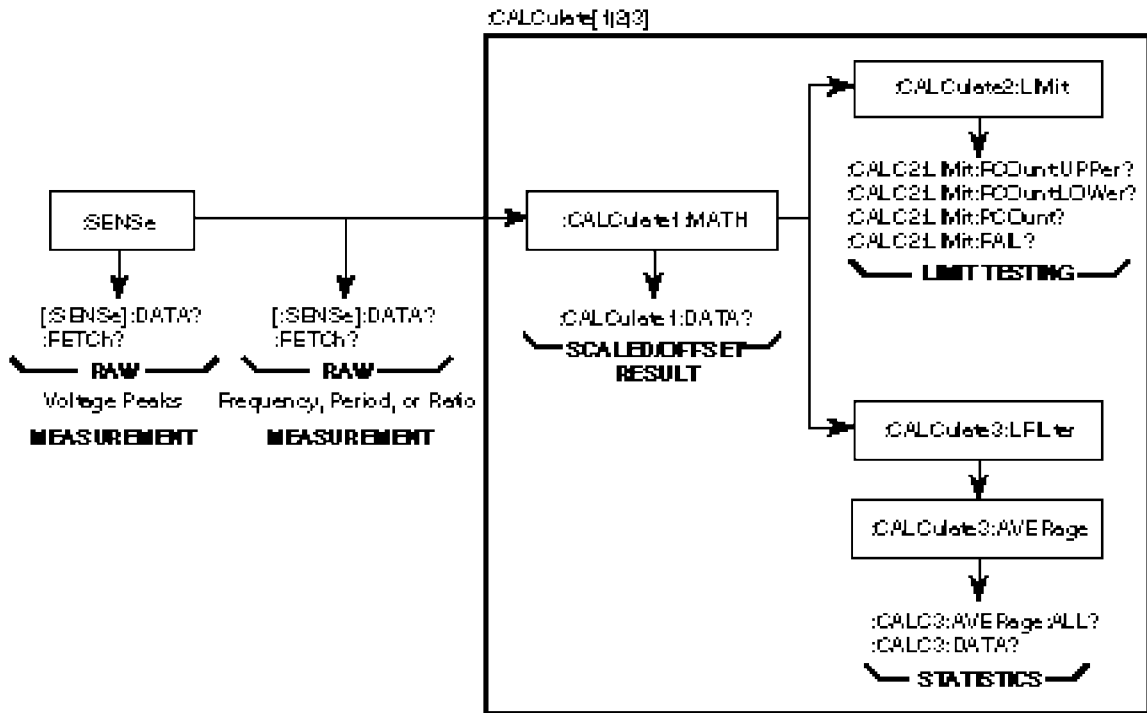 :CALCulate[1|2|3]
:CALCulate2:LIMit
:CALC2:LIMit:FCOunt:UPPer?
:CALC2:LIMit:FCOunt:LOWer?
:CALC2:LIMit:PCOunt?
:CALC2:LIMit:FAIL?
LIMIT TESTING
:SENSe
:CALCulate1:MATH
[:SENSe]:DATA?
:FETCh?
RAW
Voltage Peaks
MEASUREMENT
[:SENSe]:DATA?
:FETCh?
RAW
Frequency, Period, or Ratio
MEASUREMENT
:CALCulate1:DATA?
SCALED/OFFSET
RESULT
:CALCulate3:LFILter
:CALCulate3:AVERage
:CALC3:AVERage:ALL?
:CALC3:DATA?
STATISTICS